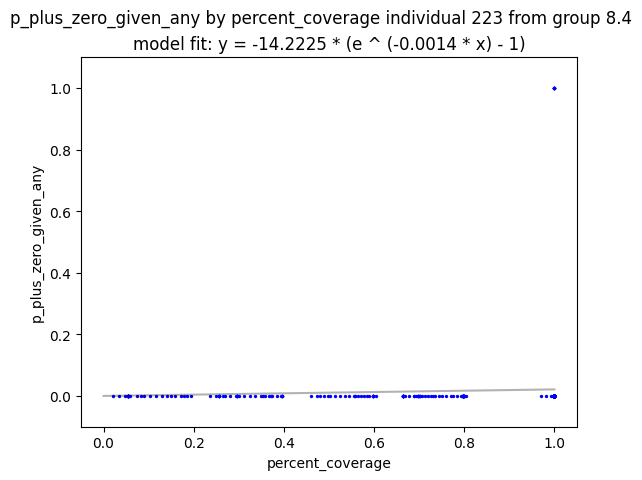 p_plus_zero_given_any by percent_coverage individual 223 from group 8.4
model fit: y = -14.2225 * (e ^ (-0.0014 * x) - 1)
p_plus_zero_given_any
1.0
0.8
0.6
0.4
0.2
0.0
0.0 0.2 0.4 0.6 0.8 1.0
percent_coverage